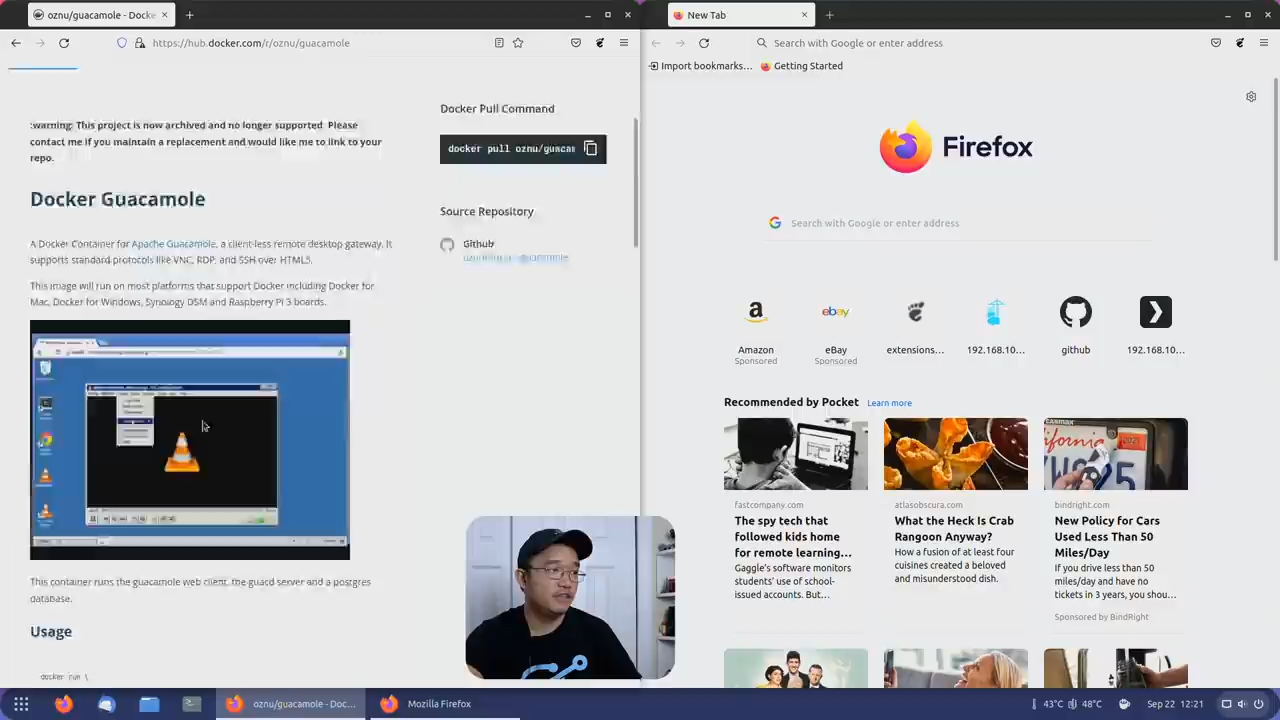 oznu/guacamole - Docke
New Tab
https://hub.docker.com/r/oznu/guacamole
Search with Google or enter address
Import bookmarks...
Getting Started
:warning: This project is now archived and no longer supported. Please
contact me if you maintain a replacement and would like me to link to your
repo.
Docker Guacamole
A Docker Container for Apache Guacamole, a client-less remote desktop gateway. It
supports standard protocols like VNC, RDP, and SSH over HTML5.
This image will run on most platforms that support Docker including Docker for
Mac, Docker for Windows, Synology DSM and Raspberry Pi 3 boards.
This container runs the guacamole web client, the guacd server and a postgres
database.
Usage
docker run \
Docker Pull Command
docker pull oznu/guacam
Source Repository
Github
Firefox
Search with Google or enter address
Amazon
Sponsored
eBay
Sponsored
extensions...
192.168.10...
github
192.168.10...
Recommended by Pocket
Learn more
fastcompany.com
The spy tech that
followed kids home
for remote learning...
Gaggle's software monitors
students' use of school-
issued accounts. But...
atlasobscura.com
What the Heck Is Crab
Rangoon Anyway?
How a fusion of at least four
cuisines created a beloved
and misunderstood dish.
California
bindright.com
New Policy for Cars
Used Less Than 50
Miles/Day
If you drive less than 50
miles/day and have no
tickets in 3 years, you shou...
Sponsored by BindRight
oznu/guacamole - Doc...
Mozilla Firefox
43°C
48°C
Sep 22 12:21